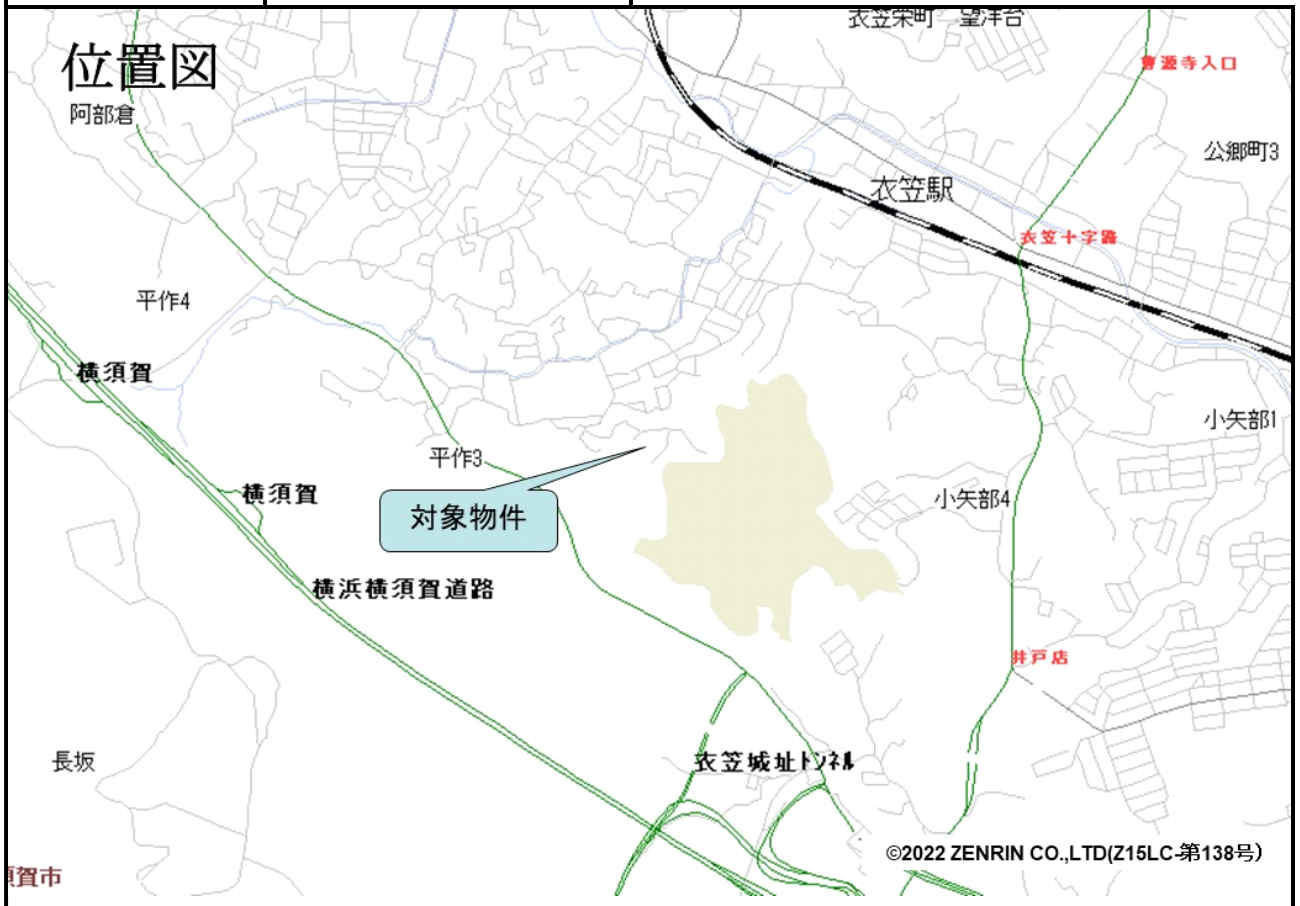 衣笠栄町 望洋台
位置図
曹源寺入口
阿部倉
公郷町3
衣笠駅
衣笠十字路
平作4
横須賀
小矢部1
平作3
横須賀
小矢部4
対象物件
横浜横須賀道路
井戸店
長坂
衣笠城址トンネル
©2022 ZENRIN CO.,LTD(Z15LC-第138号)
須賀市